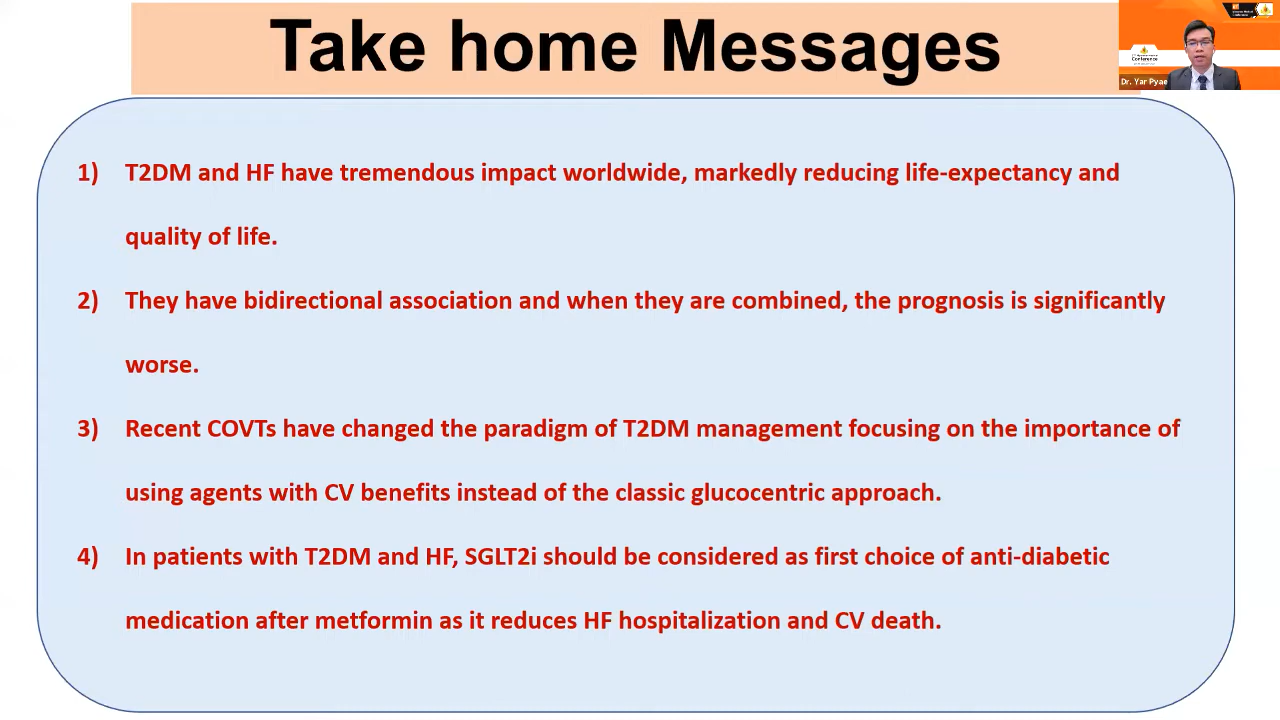 Take home Messages
Conference
Dr. Yar Pyae
1) T2DM and HF have tremendous impact worldwide, markedly reducing life-expectancy and
quality of life.
2) They have bidirectional association and when they are combined, the prognosis is significantly
worse.
3) Recent COVTs have changed the paradigm of T2DM management focusing on the importance of
using agents with CV benefits instead of the classic glucocentric approach.
4) In patients with T2DM and HF, SGLT2i should be considered as first choice of anti-diabetic
medication after metformin as it reduces HF hospitalization and CV death.